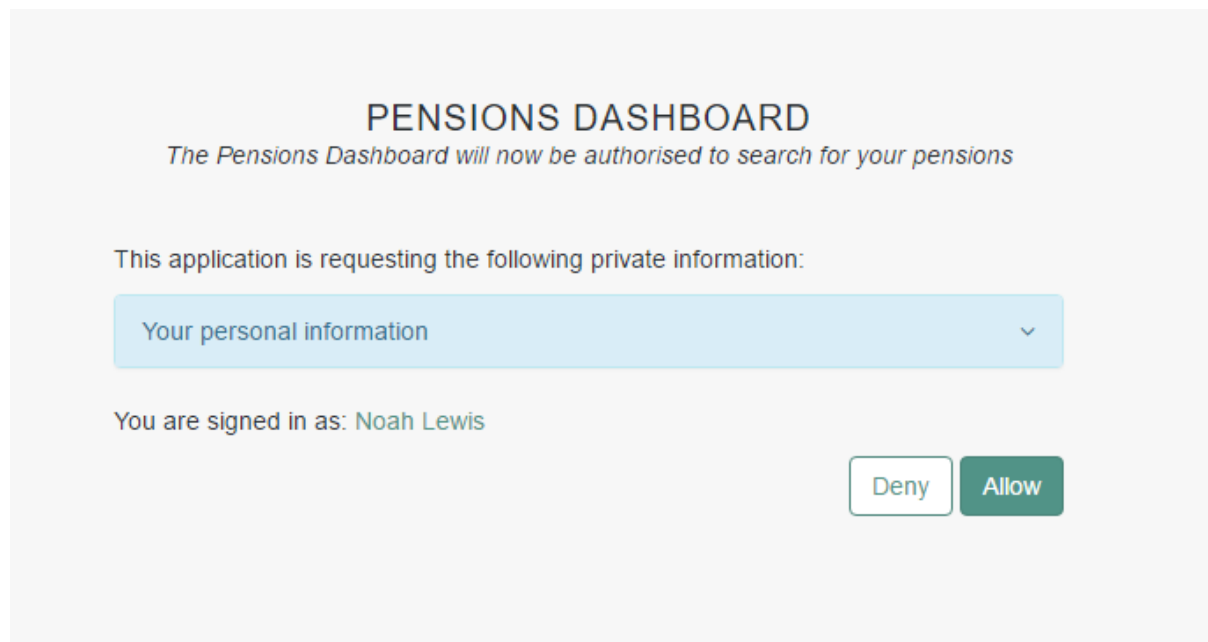 PENSIONS DASHBOARD
The Pensions Dashboard will now be authorised to search for your pensions
This application is requesting the following private information:
Your personal information
You are signed in as: Noah Lewis
Deny Allow